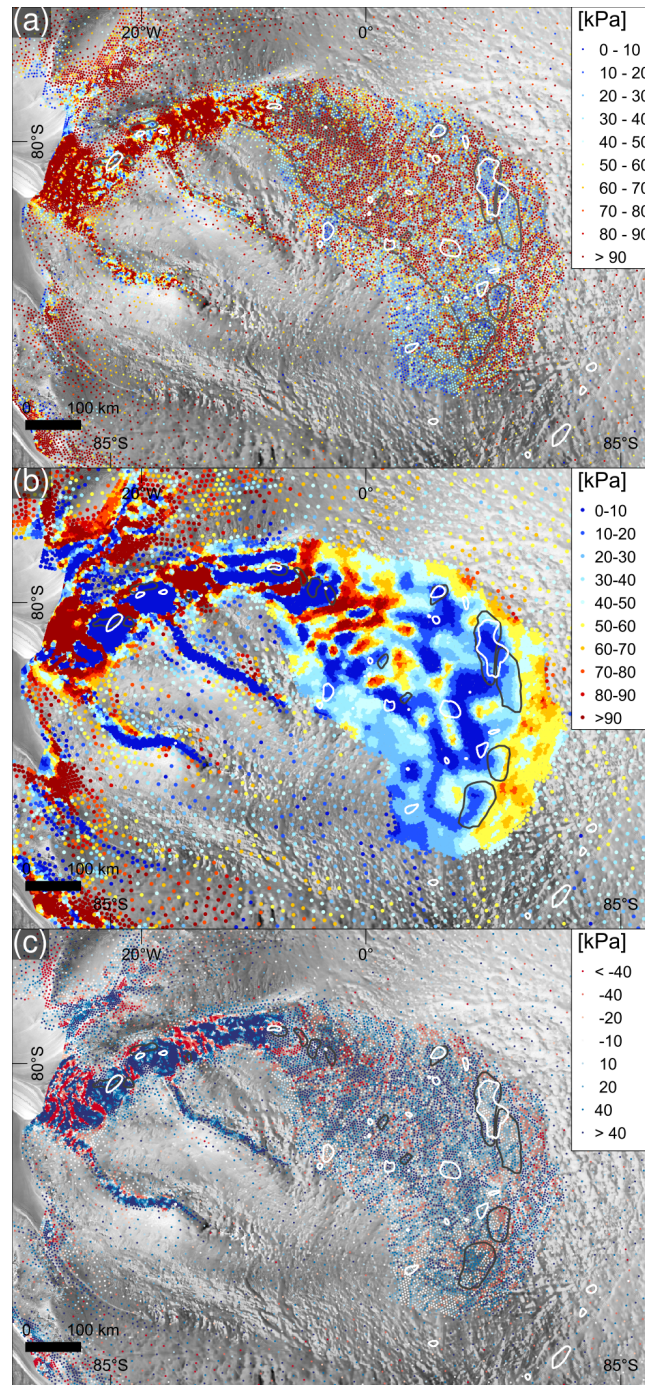 (a)
20°W
0°
[kPa]
0 - 10
10 - 20
20 - 30
30 - 40
40 - 50
50 - 60
60 - 70
70 - 80
80 - 90
> 90
80°S
0
100 km
85°S
85°S
(b)
20°W
0°
[kPa]
0-10
10-20
20-30
30-40
40-50
50-60
60-70
70-80
80-90
>90
80°S
0
100 km
85°S
85°S
(c)
20°W
0°
[kPa]
< -40
-40
-20
-10
10
20
40
> 40
80°S
0
100 km
85°S
85°S